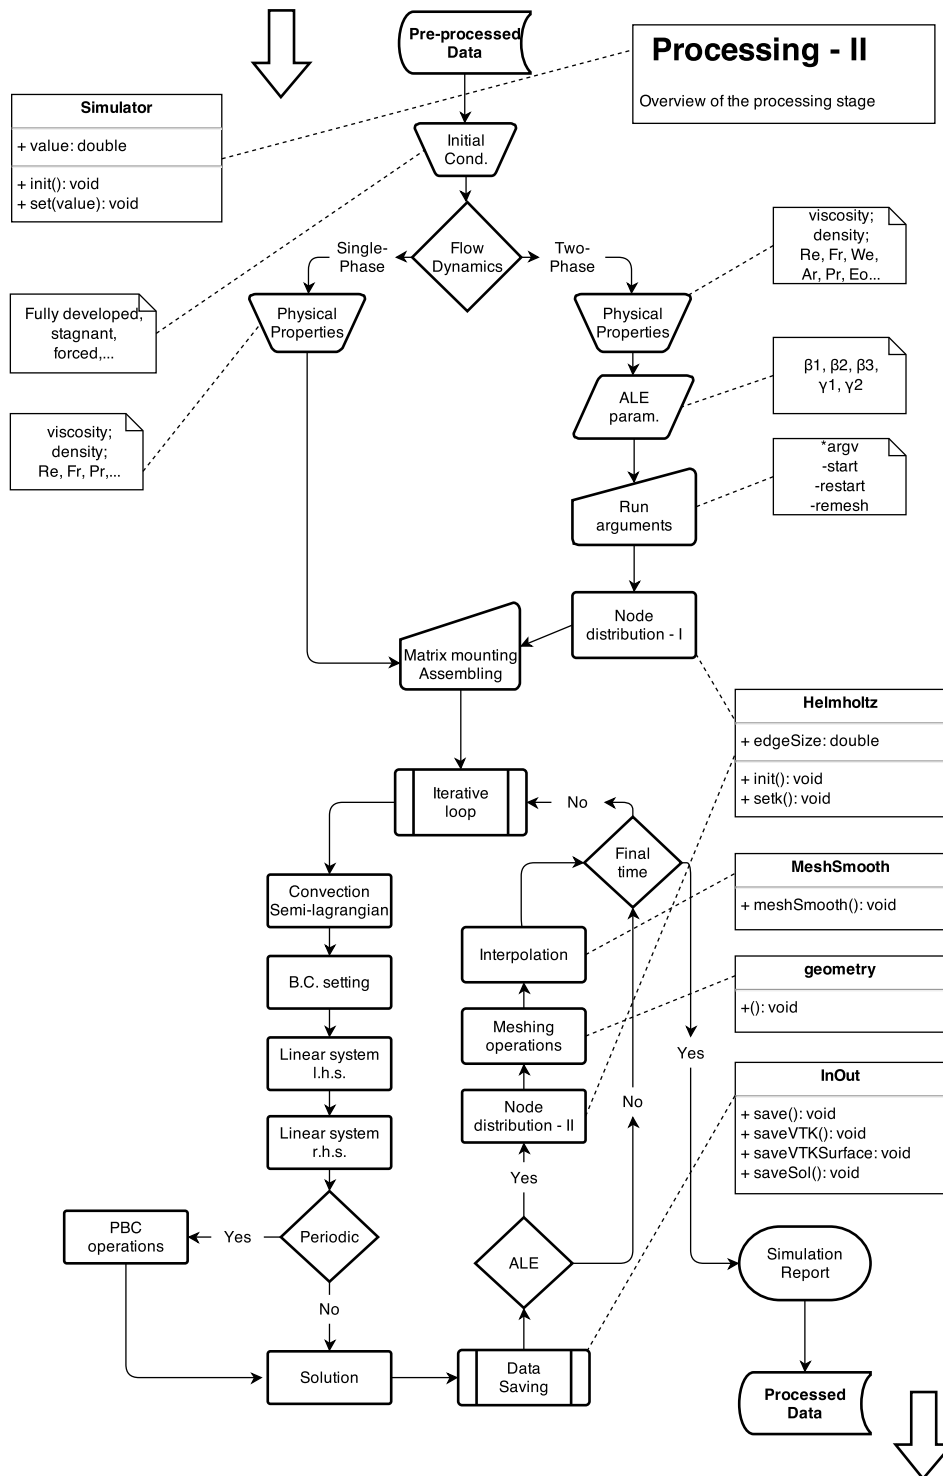 Pre-processed
Data
Processing - II
Overview of the processing stage
Simulator
+ value: double
+ init(): void
+ set(value): void
Initial
Cond.
Flow
Dynamics
Single-
Phase
Two-
Phase
viscosity;
density;
Re, Fr, We,
Ar, Pr, Eo...
Fully developed,
stagnant,
forced,...
Physical
Properties
Physical
Properties
ALE
param.
β1, β2, β3,
γ1, γ2
viscosity;
density;
Re, Fr, Pr,...
*argv
-start
-restart
-remesh
Run
arguments
Node
distribution - I
Matrix mounting
Assembling
Helmholtz
+ edgeSize: double
+ init(): void
+ setk(): void
Iterative
loop
No
Final
time
MeshSmooth
+ meshSmooth(): void
Convection
Semi-lagrangian
Interpolation
B.C. setting
geometry
+(): void
Meshing
operations
Linear system
l.h.s.
Yes
InOut
+ save(): void
+ saveVTK(): void
+ saveVTKSurface: void
+ saveSol(): void
Node
distribution - II
No
Linear system
r.h.s.
Yes
PBC
operations
Yes
Periodic
ALE
Simulation
Report
No
Solution
Data
Saving
Processed
Data